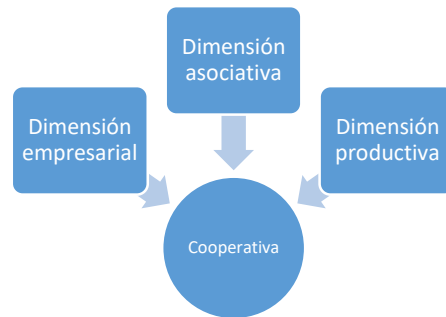 Dimensión
asociativa
Dimensión
empresarial
Dimensión
productiva
Cooperativa